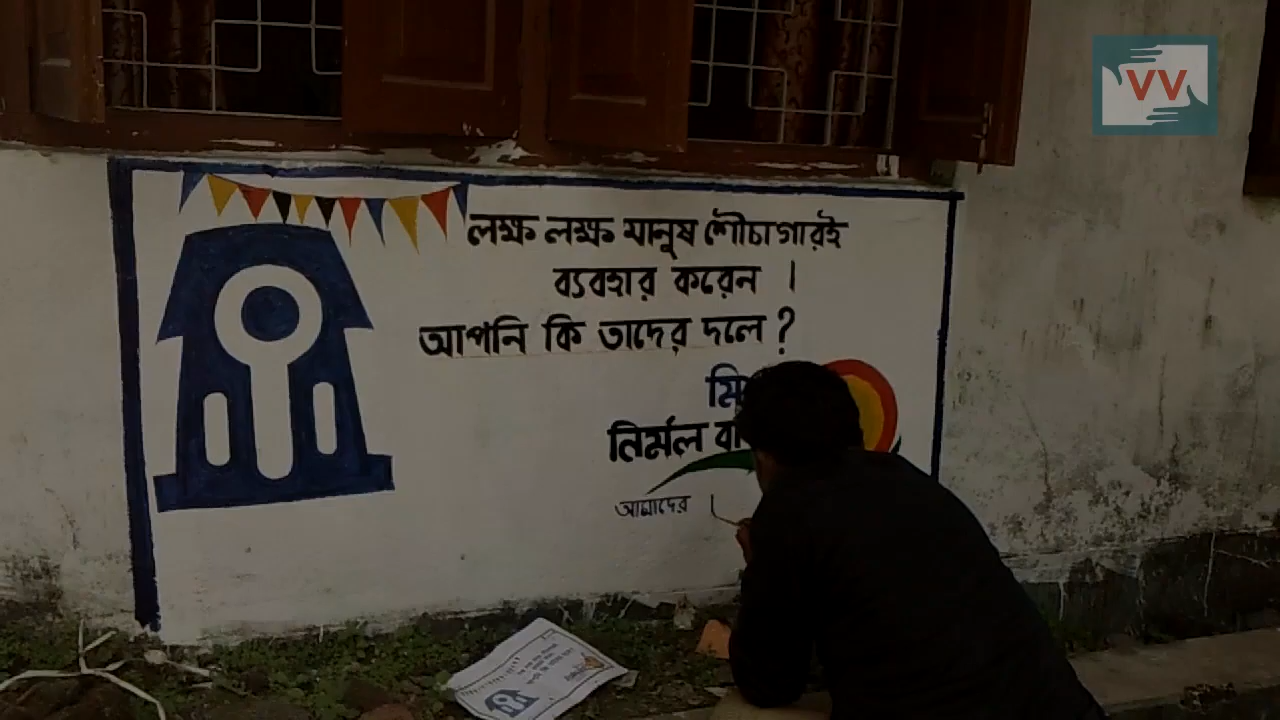 VV
লক্ষ লক্ষ মানুষ শৌচাগারই
ব্যবহার করেন ।
আপনি কি তাদের দলে ?
নির্মল
আমাদের